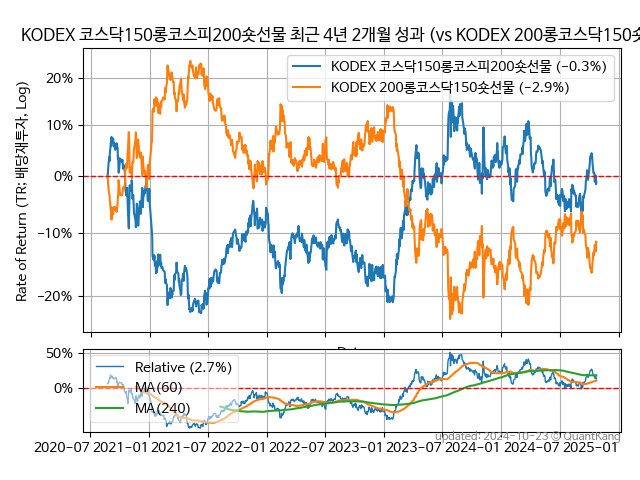 KODEX 코스닥150롱코스피200숏선물 최근 4년 2개월 성과 (vs KODEX 200롱코스닥150숏
Rate of Return (TR: 배당재투자, Log)
KODEX 코스닥150롱코스피200숏선물 (−0.3%)
KODEX 200롱코스닥150숏선물 (−2.9%)
20%
10%
0%
−10%
−20%
50%
0%
Relative (2.7%)
MA(60)
MA(240)
updated: 2024-10-23 © QuantKang
2020-07 2021-01 2021-07 2022-01 2022-07 2023-01 2023-07 2024-01 2024-07 2025-01